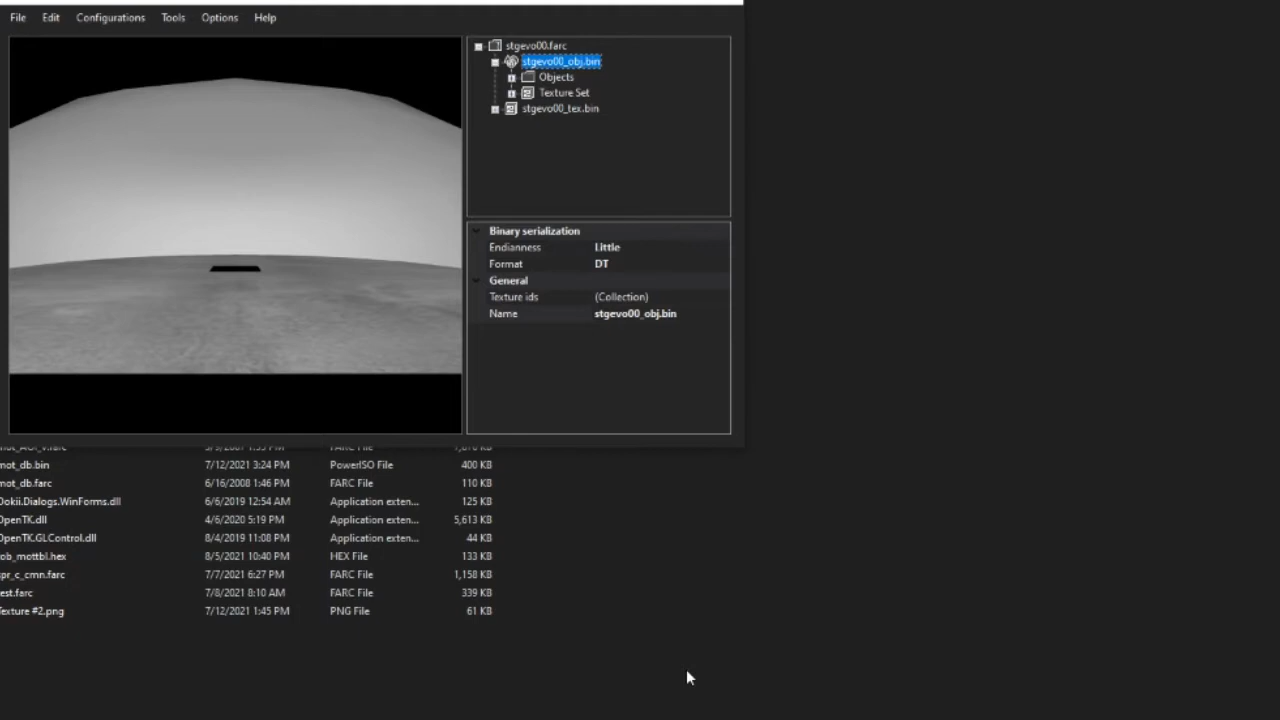 File Edit Configurations Tools Options Help
stgevo00.farc
stgevo00_obj.bin
Objects
Texture Set
stgevo00_tex.bin
Binary serialization
Endianness Little
Format DT
General
Texture ids (Collection)
Name stgevo00_obj.bin
FARC File
mot_db.bin 7/12/2021 3:24 PM PowerISO File 400 KB
mot_db.farc 6/16/2008 1:46 PM FARC File 110 KB
Ookii.Dialogs.WinForms.dll 6/6/2019 12:54 AM Application exten... 125 KB
OpenTK.dll 4/6/2020 5:19 PM Application exten... 5,613 KB
OpenTK.GLControl.dll 8/4/2019 11:08 PM Application exten... 44 KB
ob_mottbl.hex 8/5/2021 10:40 PM HEX File 133 KB
pr_c_cmn.farc 7/7/2021 6:27 PM FARC File 1,158 KB
est.farc 7/8/2021 8:10 AM FARC File 339 KB
Texture #2.png 7/12/2021 1:45 PM PNG File 61 KB